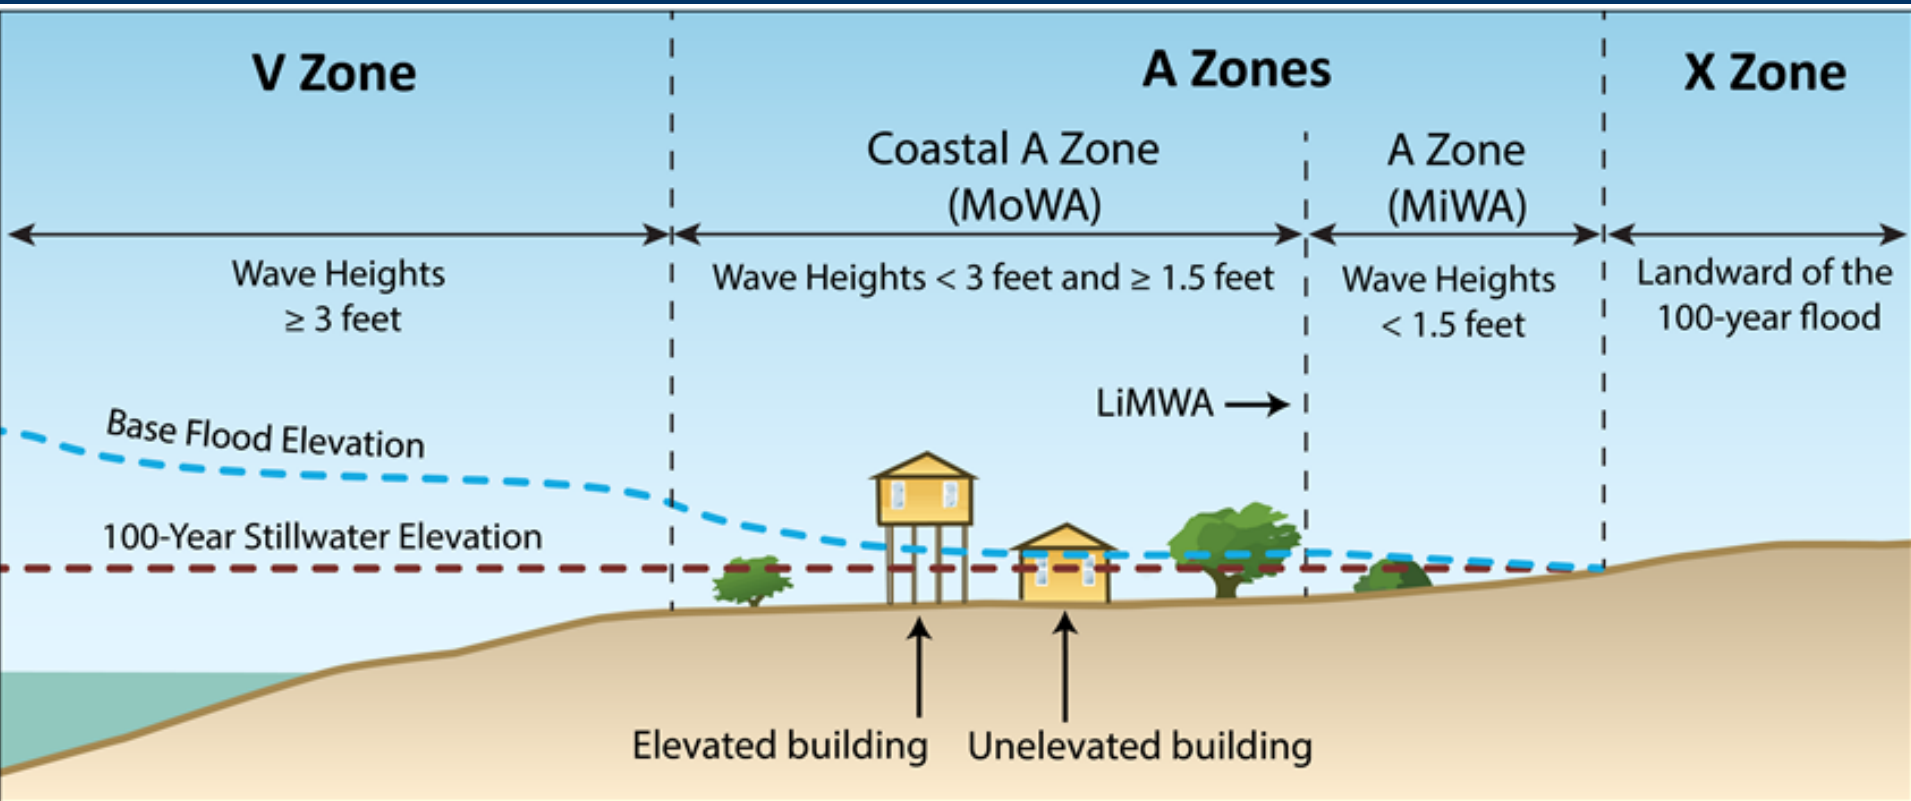 V Zone
A Zones
X Zone
Coastal A Zone
(MoWA)
A Zone
(MiWA)
Wave Heights
≥ 3 feet
Wave Heights < 3 feet and ≥ 1.5 feet
Wave Heights
< 1.5 feet
Landward of the
100-year flood
LiMWA
Base Flood Elevation
100-Year Stillwater Elevation
Elevated building
Unelevated building